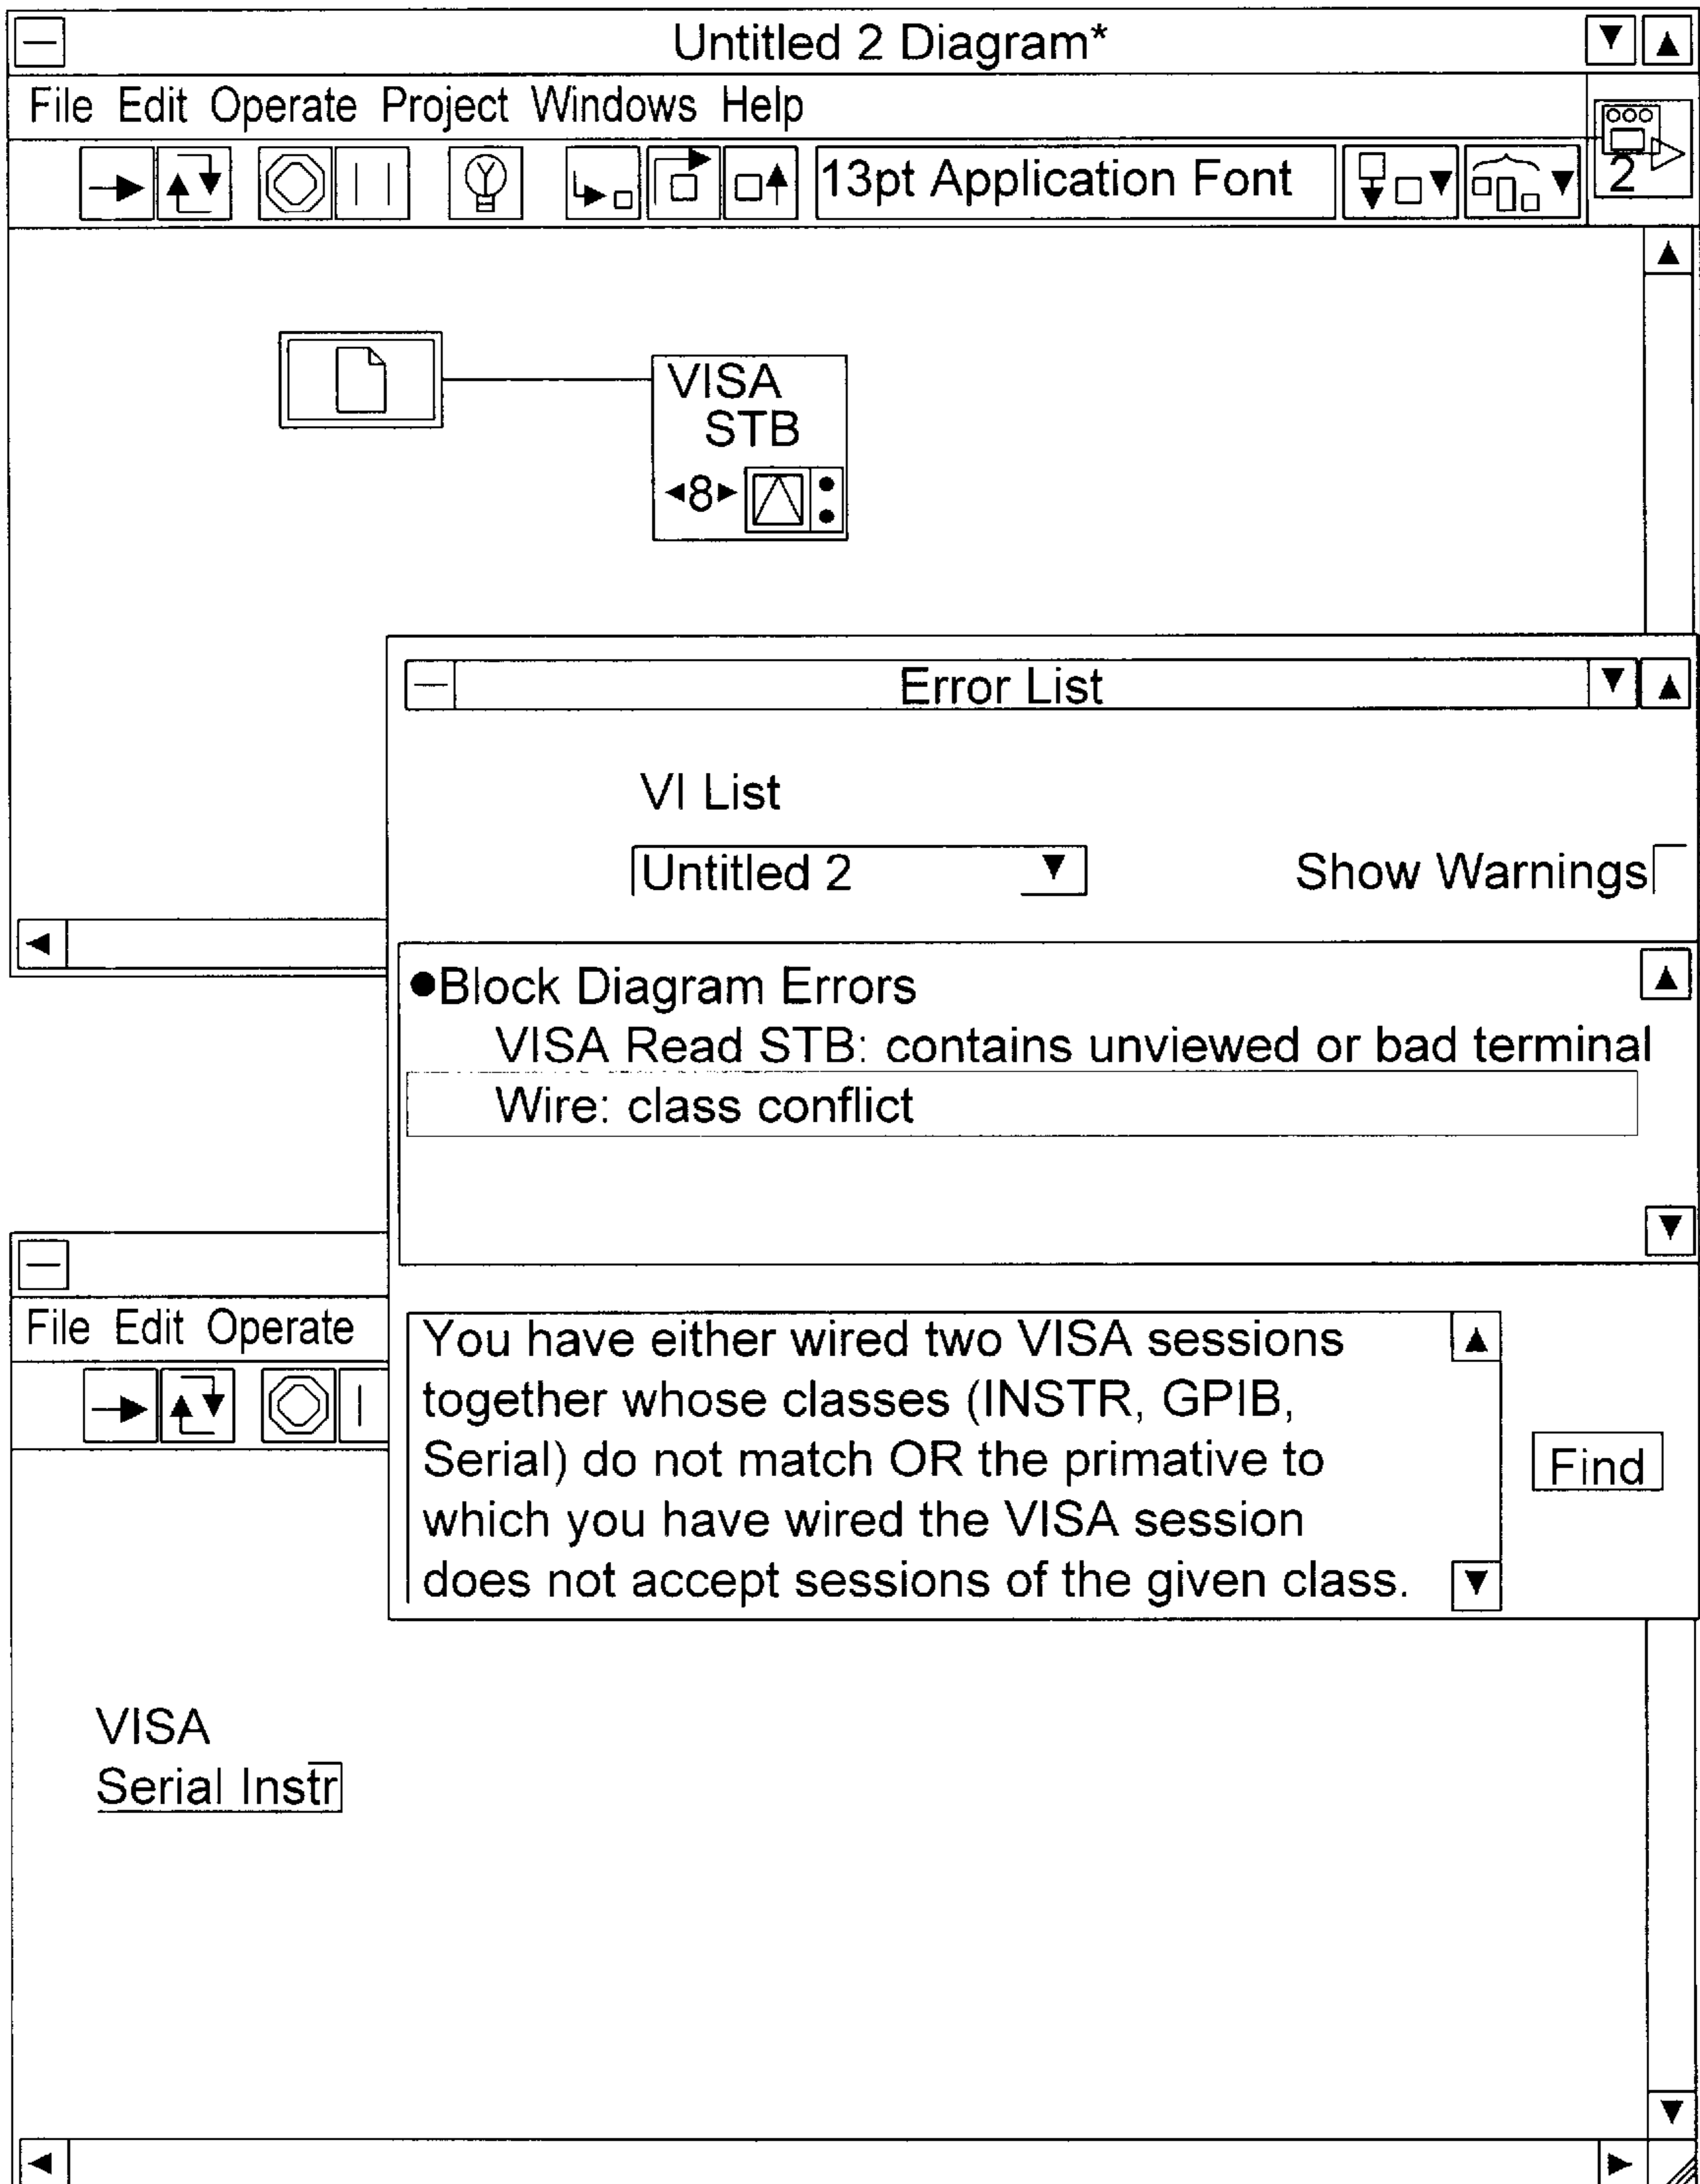 Untitled 2 Diagram*
File Edit Operate Project Windows Help
13pt Application Font
2
VISA
STB
8
Error List
VI List
Untitled 2
Show Warnings
●Block Diagram Errors
VISA Read STB: contains unviewed or bad terminal
Wire: class conflict
File Edit Operate
You have either wired two VISA sessions
together whose classes (INSTR, GPIB,
Serial) do not match OR the primative to
which you have wired the VISA session
does not accept sessions of the given class.
Find
VISA
Serial Instr